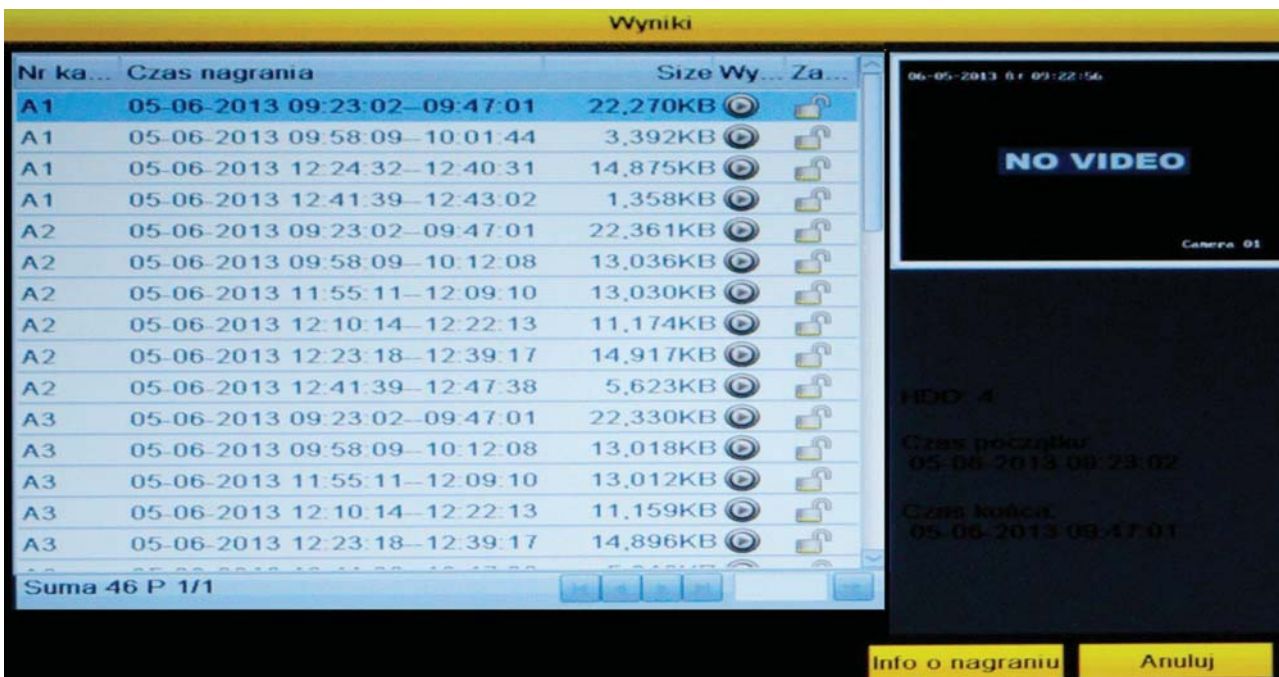 Wyniki
Nr ka... Czas nagrania Size Wy... Za...
A1 05-06-2013 09:23:02--09:47:01 22,270KB
A1 05-06-2013 09:58:09--10:01:44 3,392KB
A1 05-06-2013 12:24:32--12:40:31 14,875KB
A1 05-06-2013 12:41:39--12:43:02 1,358KB
A2 05-06-2013 09:23:02--09:47:01 22,361KB
A2 05-06-2013 09:58:09--10:12:08 13,036KB
A2 05-06-2013 11:55:11--12:09:10 13,030KB
A2 05-06-2013 12:10:14--12:22:13 11,174KB
A2 05-06-2013 12:23:18--12:39:17 14,917KB
A2 05-06-2013 12:41:39--12:47:38 5,623KB
A3 05-06-2013 09:23:02--09:47:01 22,330KB
A3 05-06-2013 09:58:09--10:12:08 13,018KB
A3 05-06-2013 11:55:11--12:09:10 13,012KB
A3 05-06-2013 12:10:14--12:22:13 11,159KB
A3 05-06-2013 12:23:18--12:39:17 14,896KB
Suma 46 P 1/1
06-05-2013 09:22:56
NO VIDEO
Camera 01
HDD: 4
Czas początku:
05-06-2013 09:23:02
Czas końca:
05-06-2013 09:47:01
Info o nagraniu
Anuluj